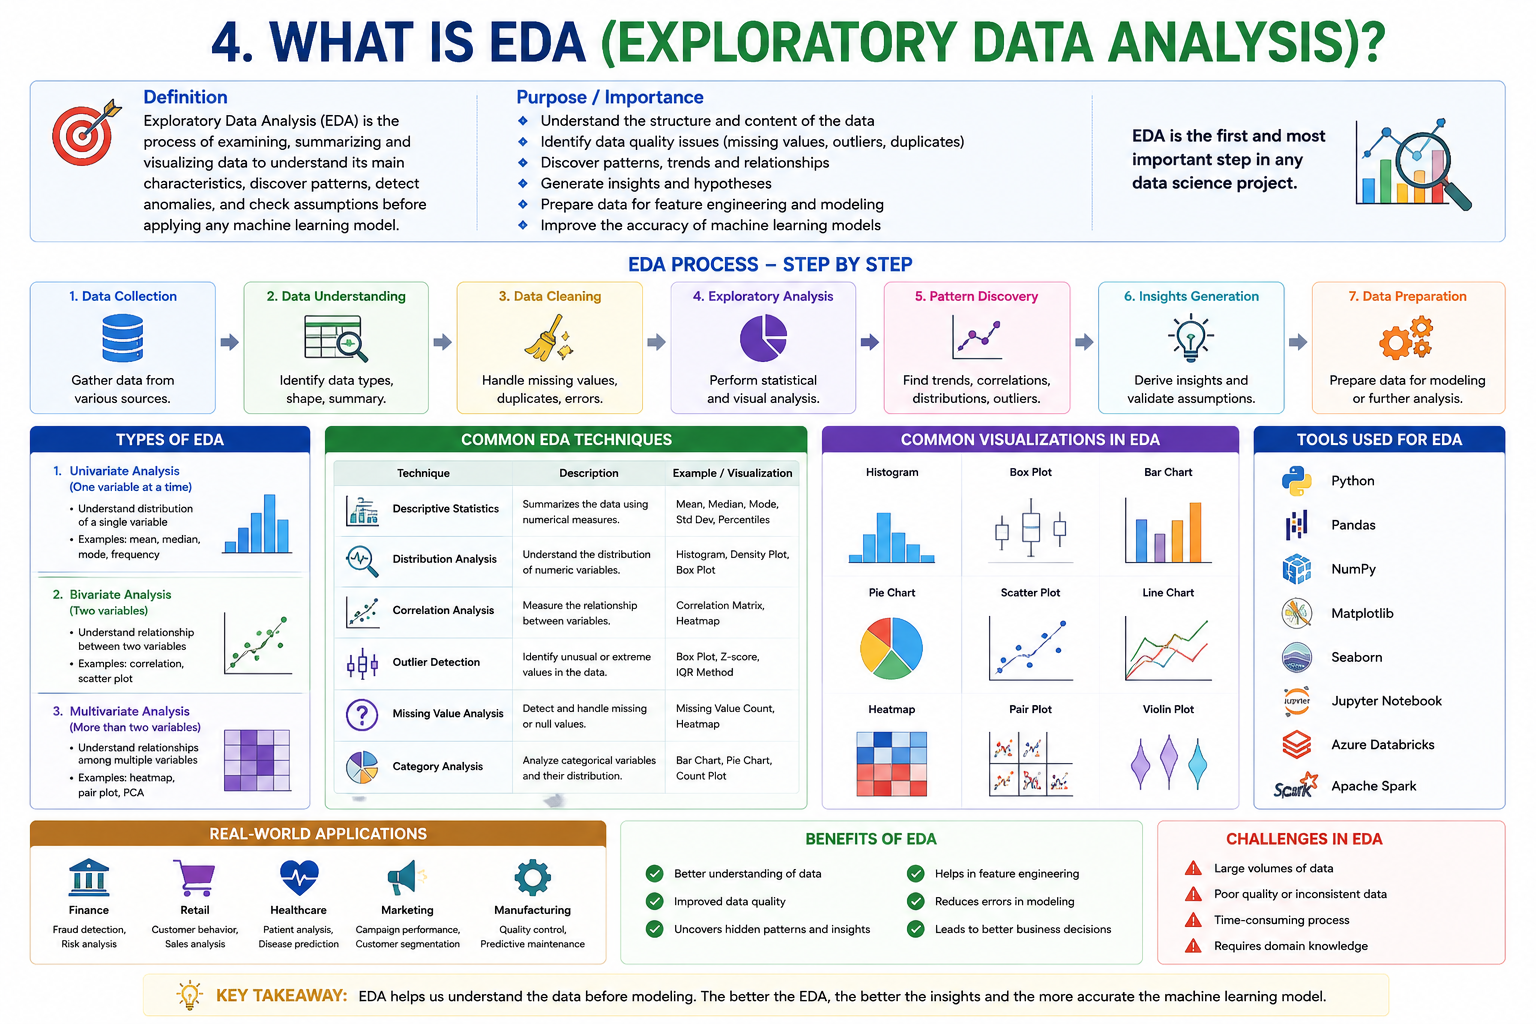 4. WHAT IS EDA (EXPLORATORY DATA ANALYSIS)?
Definition
Exploratory Data Analysis (EDA) is the
process of examining, summarizing and
visualizing data to understand its main
characteristics, discover patterns, detect
anomalies, and check assumptions before
applying any machine learning model.
Purpose / Importance
Understand the structure and content of the data
Identify data quality issues (missing values, outliers, duplicates)
Discover patterns, trends and relationships
Generate insights and hypotheses
Prepare data for feature engineering and modeling
Improve the accuracy of machine learning models
EDA is the first and most
important step in any
data science project.
EDA PROCESS – STEP BY STEP
1. Data Collection
Gather data from
various sources.
2. Data Understanding
Identify data types,
shape, summary.
3. Data Cleaning
Handle missing values,
duplicates, errors.
4. Exploratory Analysis
Perform statistical
and visual analysis.
5. Pattern Discovery
Find trends, correlations,
distributions, outliers.
6. Insights Generation
Derive insights and
validate assumptions.
7. Data Preparation
Prepare data for modeling
or further analysis.
TYPES OF EDA
1. Univariate Analysis
(One variable at a time)
• Understand distribution
of a single variable
• Examples: mean, median,
mode, frequency
2. Bivariate Analysis
(Two variables)
• Understand relationship
between two variables
• Examples: correlation,
scatter plot
3. Multivariate Analysis
(More than two variables)
• Understand relationships
among multiple variables
• Examples: heatmap,
pair plot, PCA
COMMON EDA TECHNIQUES
Technique Description Example / Visualization
Descriptive Statistics
Summarizes the data using
numerical measures.
Mean, Median, Mode,
Std Dev, Percentiles
Distribution Analysis
Understand the distribution
of numeric variables.
Histogram, Density Plot,
Box Plot
Correlation Analysis
Measure the relationship
between variables.
Correlation Matrix,
Heatmap
Outlier Detection
Identify unusual or extreme
values in the data.
Box Plot, Z-score,
IQR Method
?
Missing Value Analysis
Detect and handle missing
or null values.
Missing Value Count,
Heatmap
Category Analysis
Analyze categorical variables
and their distribution.
Bar Chart, Pie Chart,
Count Plot
COMMON VISUALIZATIONS IN EDA
Histogram
Box Plot
Bar Chart
Pie Chart
Scatter Plot
Line Chart
Heatmap
Pair Plot
Violin Plot
TOOLS USED FOR EDA
Python
Pandas
NumPy
Matplotlib
Seaborn
jupyter
Jupyter Notebook
Azure Databricks
Spark
Apache Spark
REAL-WORLD APPLICATIONS
Finance
Fraud detection,
Risk analysis
Retail
Customer behavior,
Sales analysis
Healthcare
Patient analysis,
Disease prediction
Marketing
Campaign performance,
Customer segmentation
Manufacturing
Quality control,
Predictive maintenance
BENEFITS OF EDA
Better understanding of data
Improved data quality
Uncovers hidden patterns and insights
Helps in feature engineering
Reduces errors in modeling
Leads to better business decisions
CHALLENGES IN EDA
Large volumes of data
Poor quality or inconsistent data
Time-consuming process
Requires domain knowledge
KEY TAKEAWAY: EDA helps us understand the data before modeling. The better the EDA, the better the insights and the more accurate the machine learning model.